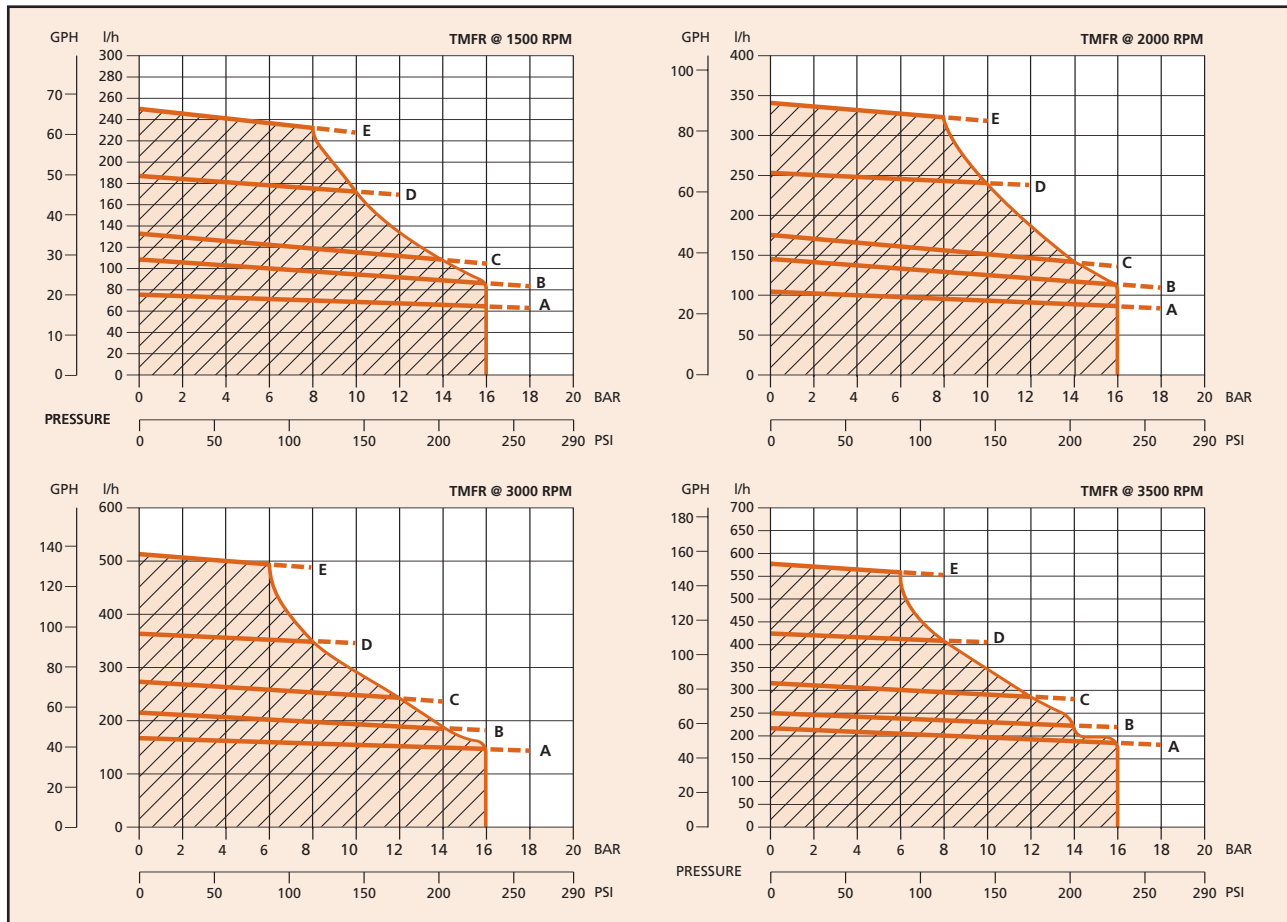 GPH l/h TMFR @ 1500 RPM
300
280
260
70 240
60 220
200
50 180
160
40 140
120
30 100
20 80
60
10 40
20
0 0
E
D
C
B
A
0 2 4 6 8 10 12 14 16 18 20 BAR
PRESSURE
0 50 100 150 200 250 290 PSI
GPH l/h TMFR @ 2000 RPM
400
100 350
80 300
250
60 200
40 150
100
20 50
0 0
E
D
C
B
A
0 2 4 6 8 10 12 14 16 18 20 BAR
0 50 100 150 200 250 290 PSI
GPH l/h TMFR @ 3000 RPM
600
140 500
120
100 400
80 300
60 200
40
20 100
0 0
E
D
C
B
A
0 2 4 6 8 10 12 14 16 18 20 BAR
0 50 100 150 200 250 290 PSI
GPH l/h TMFR @ 3500 RPM
700
180 650
160 600
550
140 500
120 450
400
100 350
80 300
250
60 200
40 150
100
20 50
0 0
E
D
C
B
A
0 2 4 6 8 10 12 14 16 18 20 BAR
PRESSURE
0 50 100 150 200 250 290 PSI